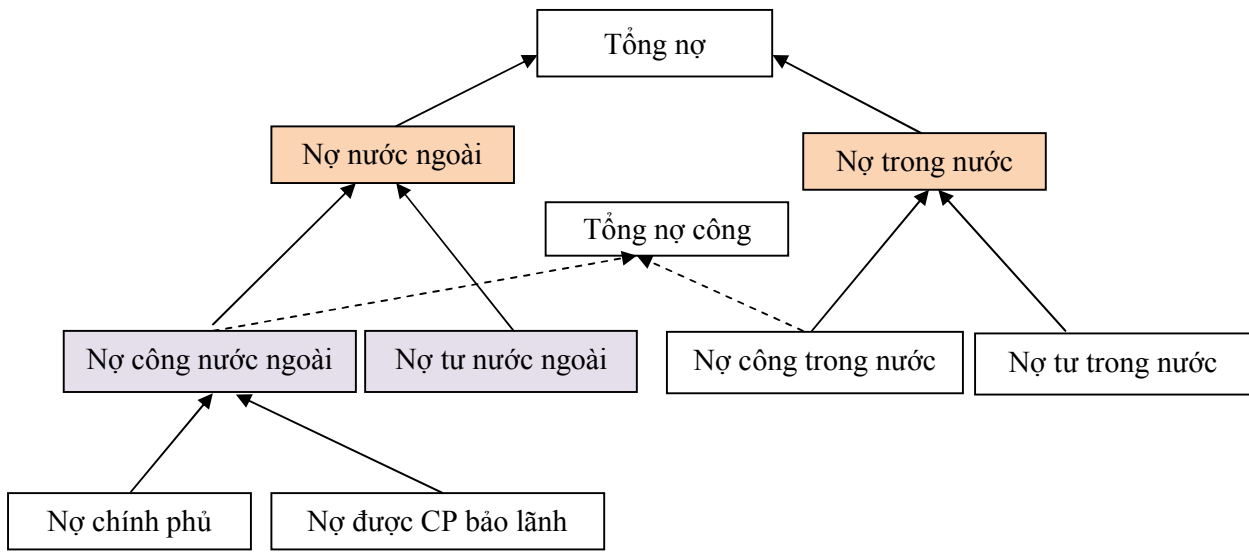 Tổng nợ
Nợ nước ngoài
Nợ trong nước
Tổng nợ công
Nợ công nước ngoài
Nợ tư nước ngoài
Nợ công trong nước
Nợ tư trong nước
Nợ chính phủ
Nợ được CP bảo lãnh